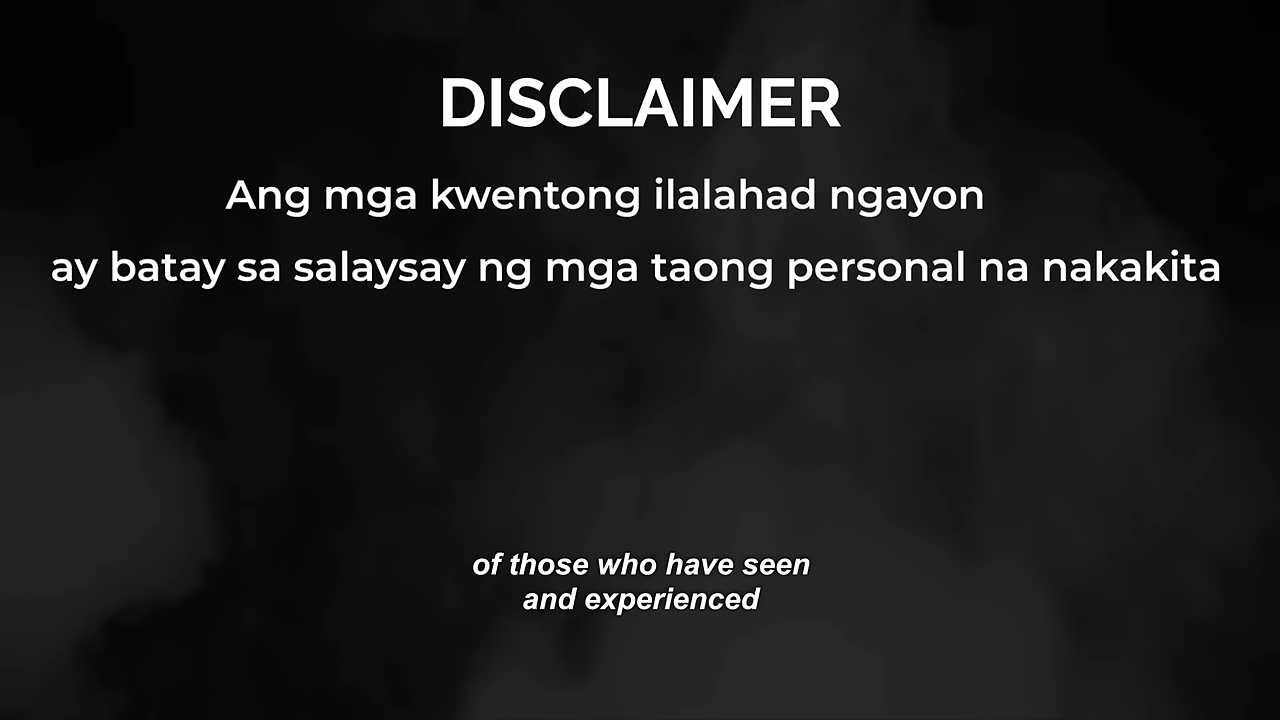 DISCLAIMER
Ang mga kwentong ilalahad ngayon
ay batay sa salaysay ng mga taong personal na nakakita
of those who have seen
and experienced